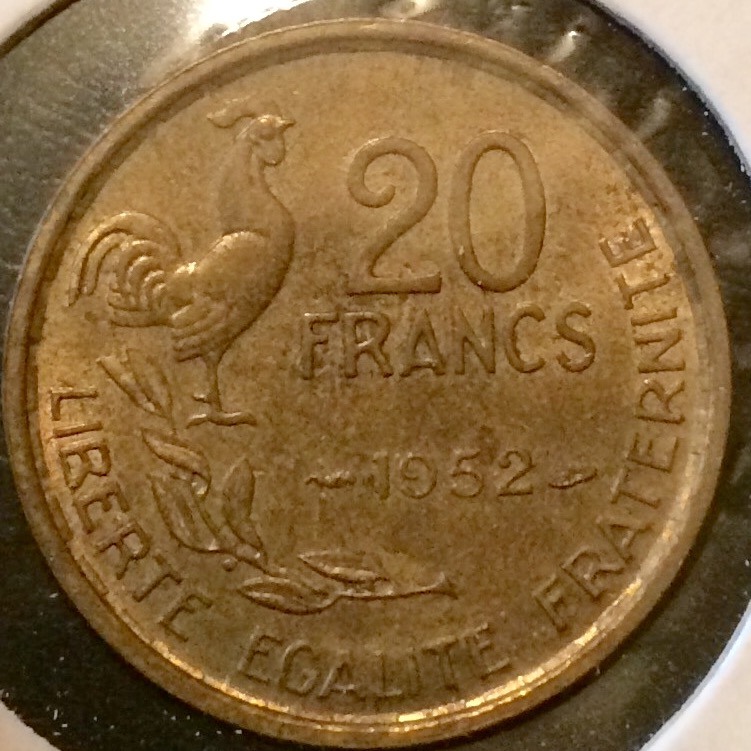 20
FRANCS
1952
LIBERTE EGALITE FRATERNITE